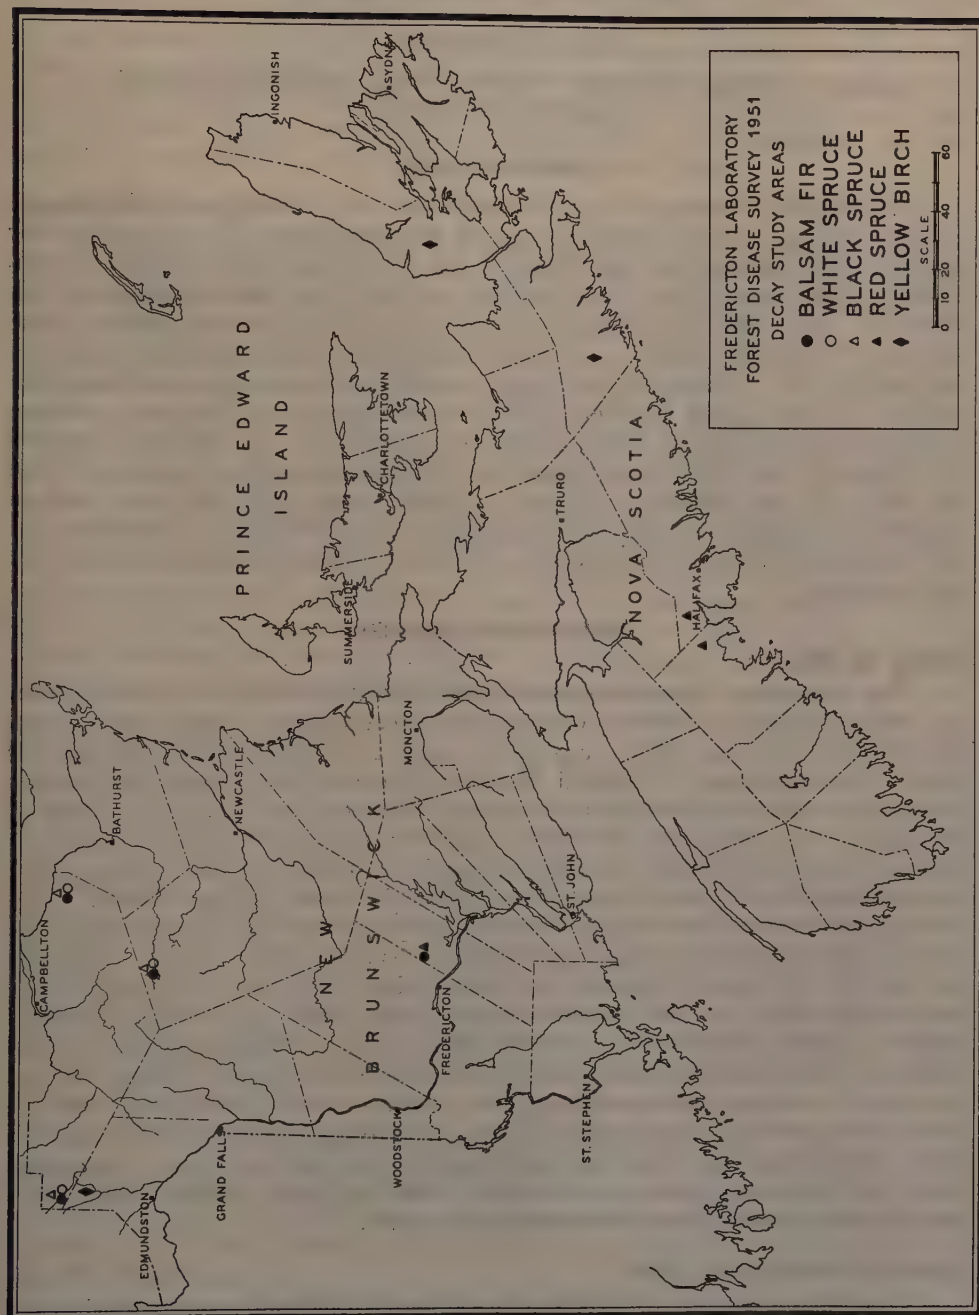 FREDERICTON LABORATORY
FOREST DISEASE SURVEY 1951
DECAY STUDY AREAS
BALSAM FIR
WHITE SPRUCE
BLACK SPRUCE
RED SPRUCE
YELLOW BIRCH
SCALE
0 10 20 40 60
PRINCE EDWARD
ISLAND
NOVA SCOTIA
NEW
BRUNSWICK
INGONISH
SYDNEY
CHARLOTTETOWN
SUMMERSIDE
TRURO
HALIFAX
MONCTON
BATHURST
NEWCASTLE
CAMPBELLTON
ST. JOHN
FREDERICTON
ST. STEPHEN
WOODSTOCK
GRAND FALLS
EDMUNDSTON